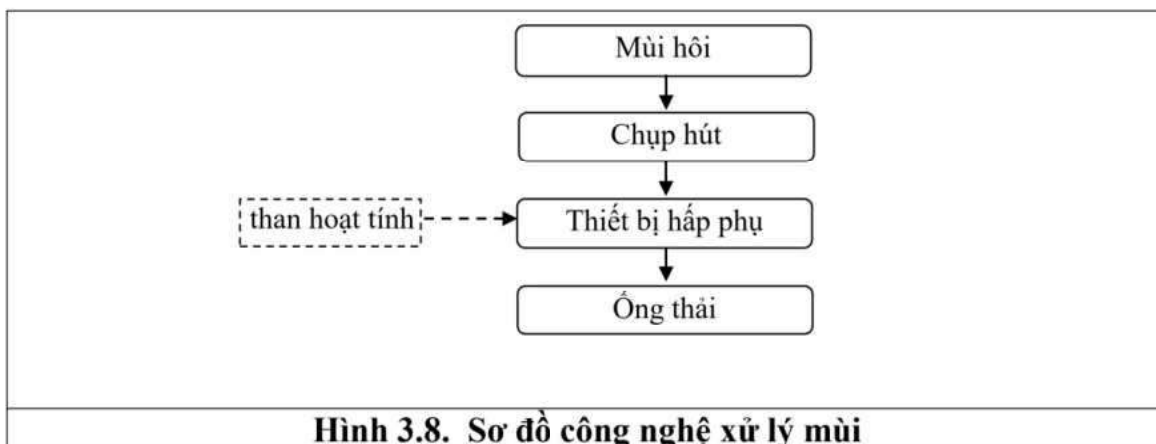 Mùi hôi
Chụp hút
than hoạt tính
Thiết bị hấp phụ
Ống thải
Hình 3.8. Sơ đồ công nghệ xử lý mùi